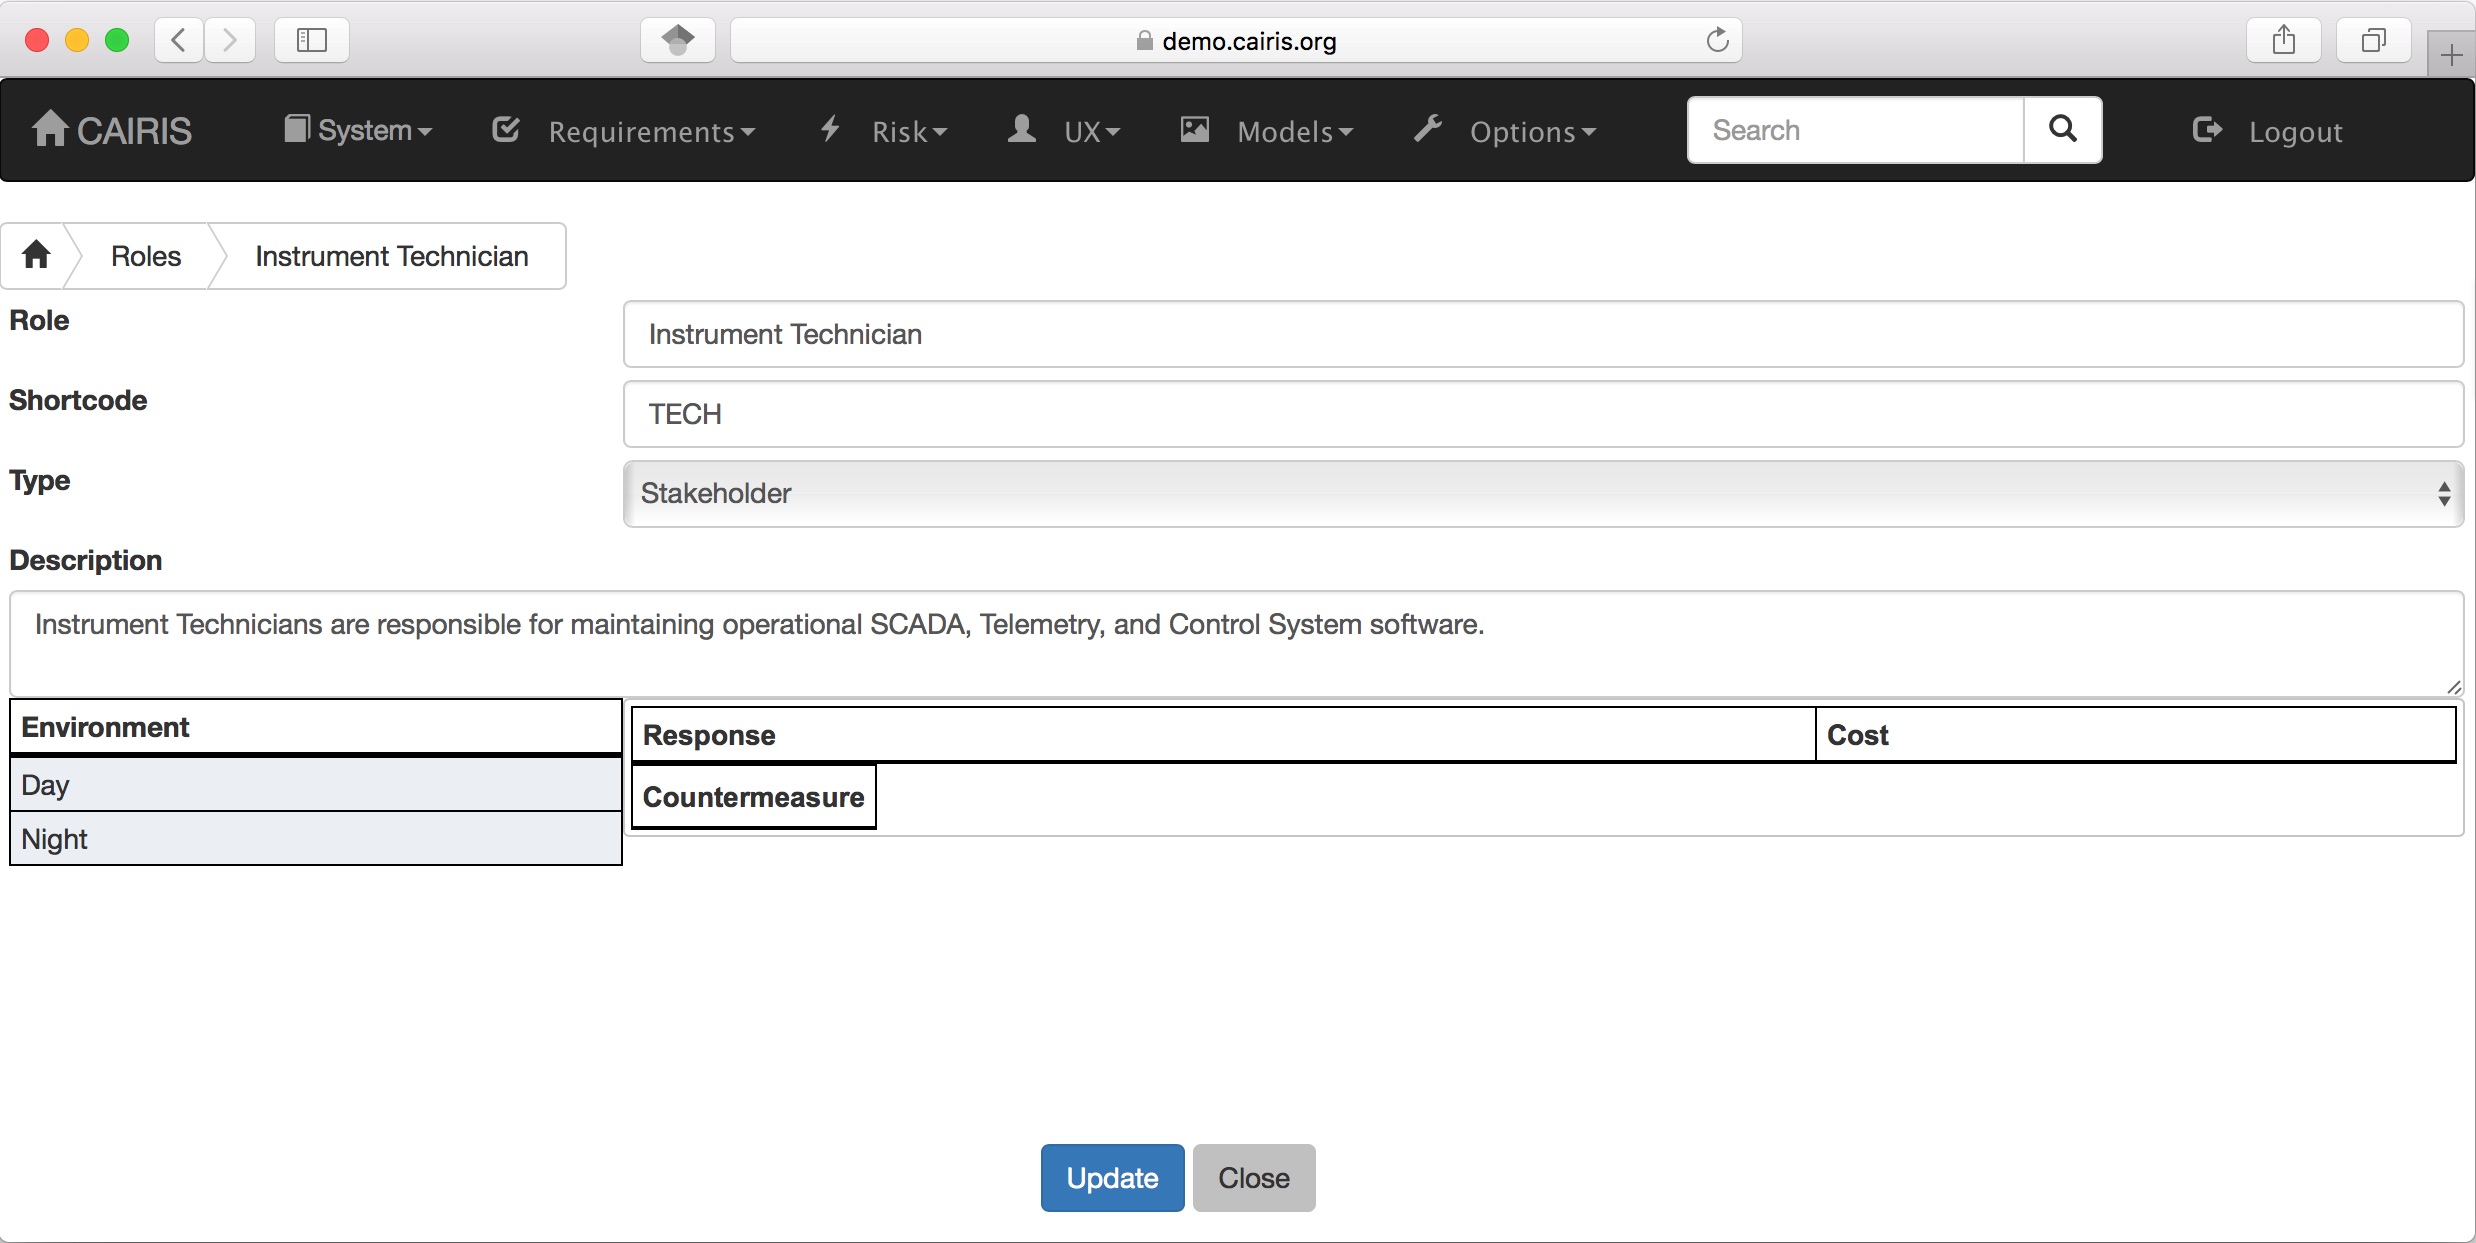 demo.cairis.org
CAIRIS System Requirements Risk UX Models Options Search Logout
Roles Instrument Technician
Role Instrument Technician
Shortcode TECH
Type Stakeholder
Description
Instrument Technicians are responsible for maintaining operational SCADA, Telemetry, and Control System software.
Environment Response Cost
Day Countermeasure
Night
Update Close